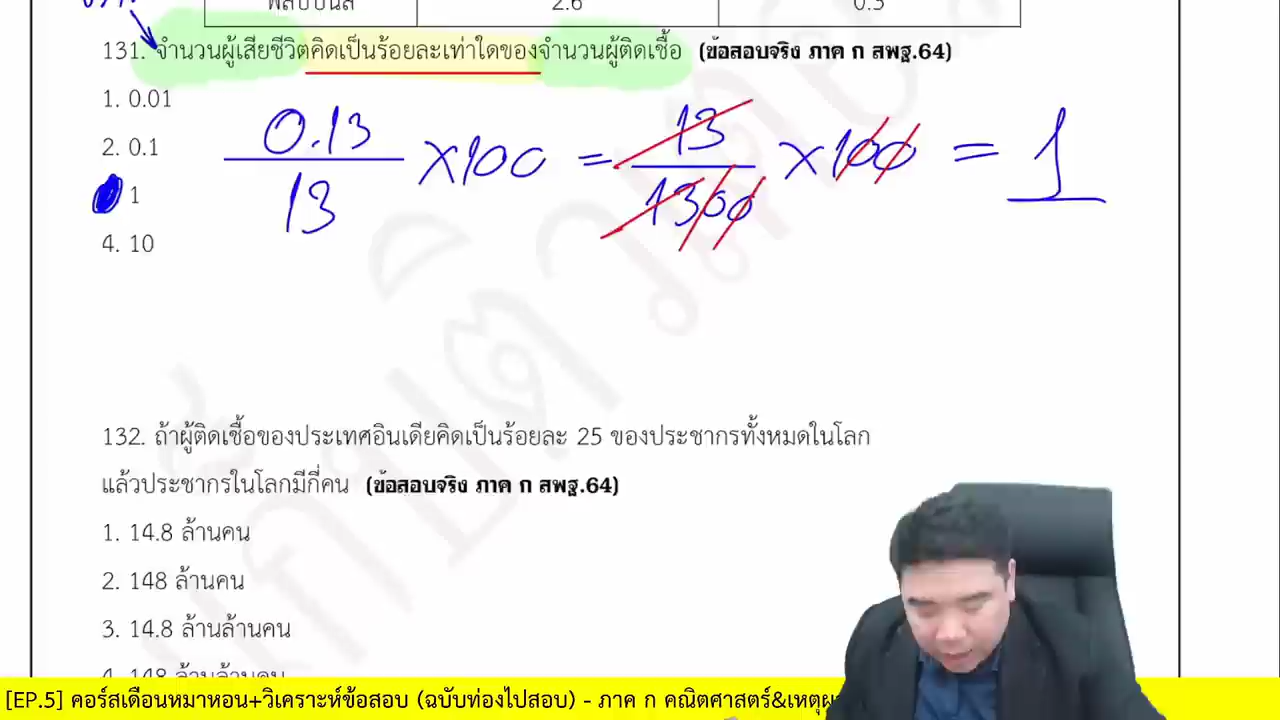 ฟิลิปปินส์ 2.6 0.3
131. จำนวนผู้เสียชีวิตคิดเป็นร้อยละเท่าใดของจำนวนผู้ติดเชื้อ (ข้อสอบจริง ภาค ก สพฐ.64)
1. 0.01
2. 0.1
1
4. 10
0.13 / 13 ×100 = 13 / 1300 ×100 = 1
132. ถ้าผู้ติดเชื้อของประเทศอินเดียคิดเป็นร้อยละ 25 ของประชากรทั้งหมดในโลก
แล้วประชากรในโลกมีกี่คน (ข้อสอบจริง ภาค ก สพฐ.64)
1. 14.8 ล้านคน
2. 148 ล้านคน
3. 14.8 ล้านล้านคน
4. 148 ล้านล้านคน
[EP.5] คอร์สเดือนหมาหอน+วิเคราะห์ข้อสอบ (ฉบับท่องไปสอบ) - ภาค ก คณิตศาสตร์&เหตุผ